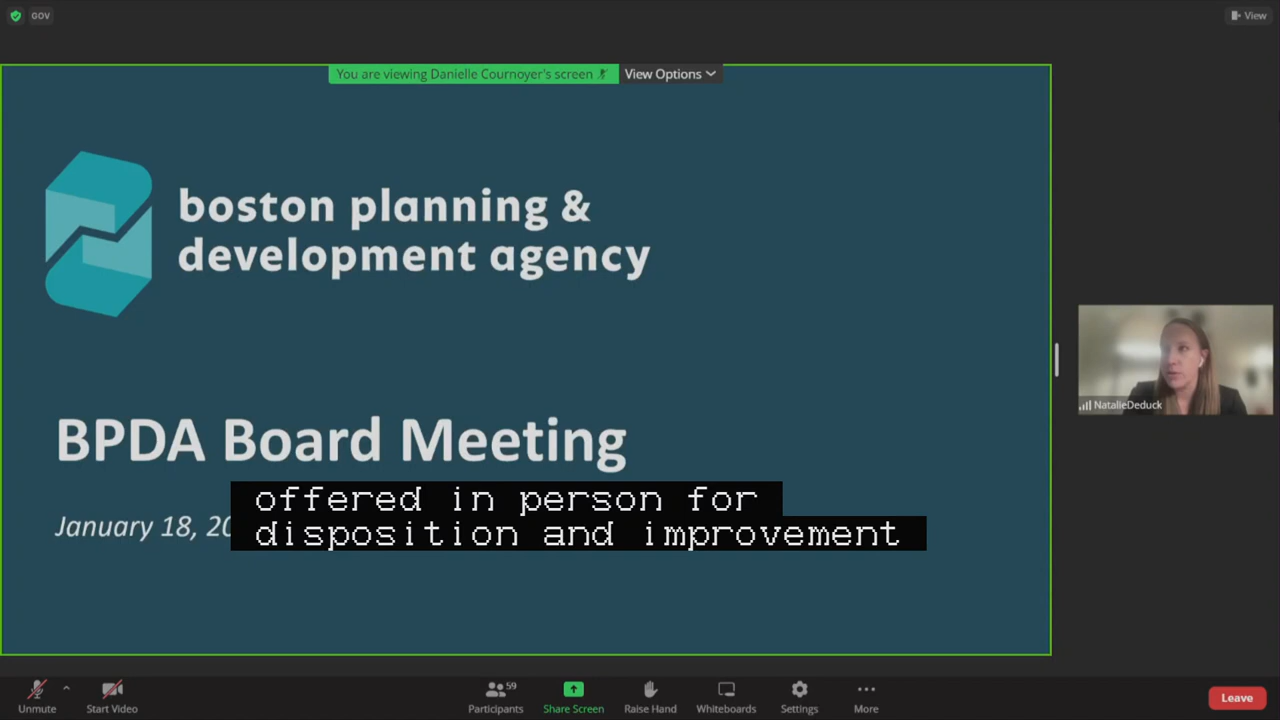 GOV
View
You are viewing Danielle Cournoyer's screen
View Options
boston planning &
development agency
BPDA Board Meeting
January 18, 20
offered in person for
disposition and improvement
NatalieDeduck
Unmute
Start Video
59
Participants
Share Screen
Raise Hand
Whiteboards
Settings
More
Leave